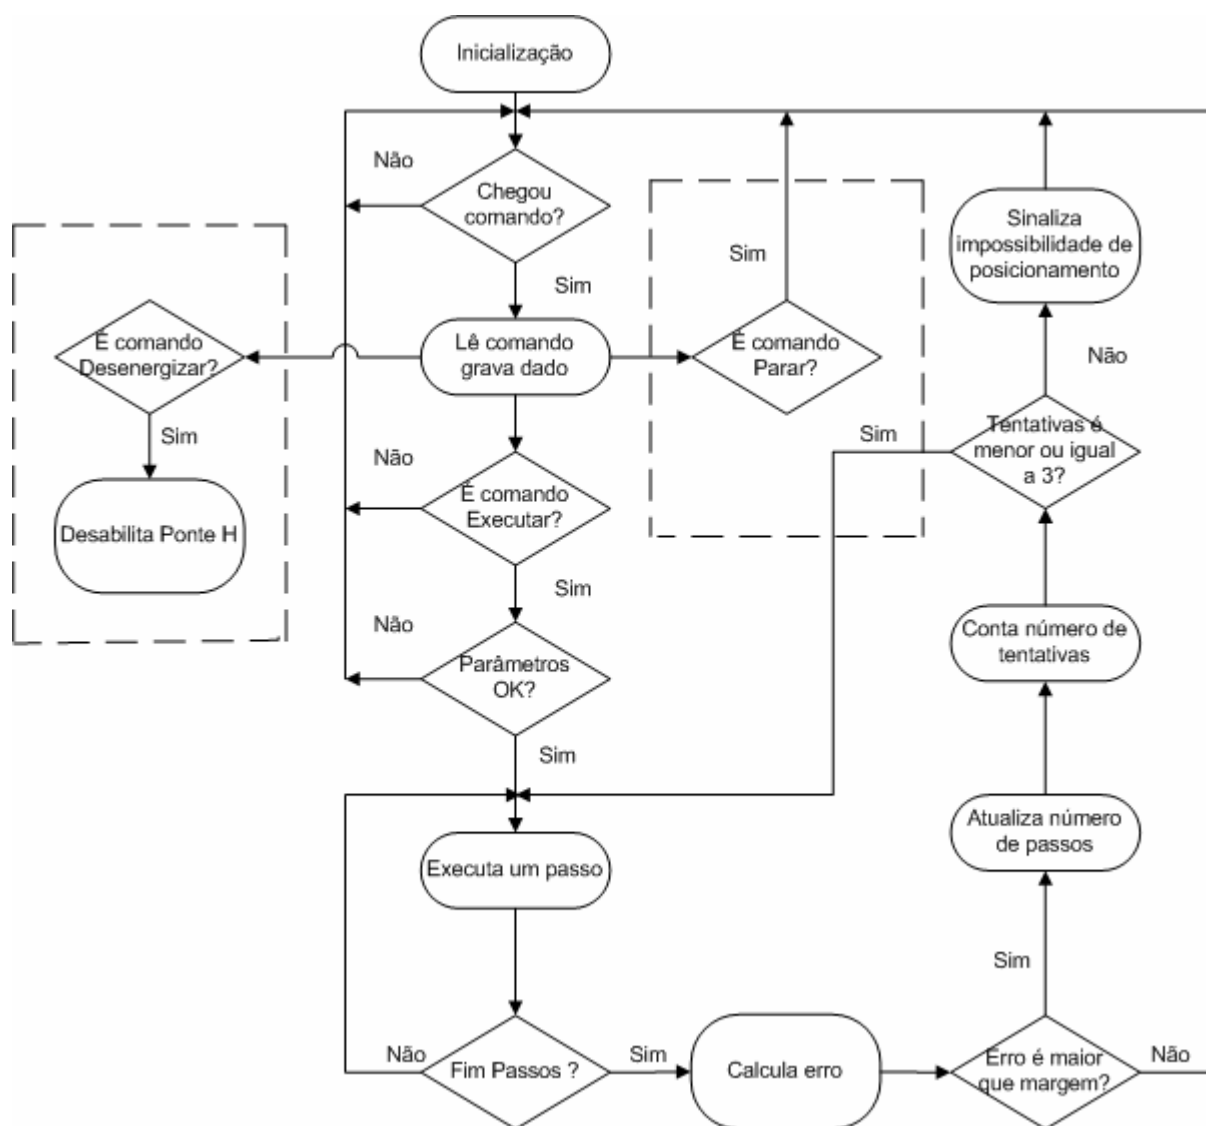 Inicialização
Não
Chegou
comando?
Sim
Sim
Sinaliza
impossibilidade de
posicionamento
É comando
Desenergizar?
Lê comando
grava dado
É comando
Parar?
Não
Sim
Não
Sim
Tentativas é
menor ou igual
a 3?
Desabilita Ponte H
É comando
Executar?
Sim
Não
Conta número de
tentativas
Parâmetros
OK?
Sim
Atualiza número
de passos
Executa um passo
Sim
Não
Fim Passos ?
Sim
Calcula erro
Erro é maior
que margem?
Não